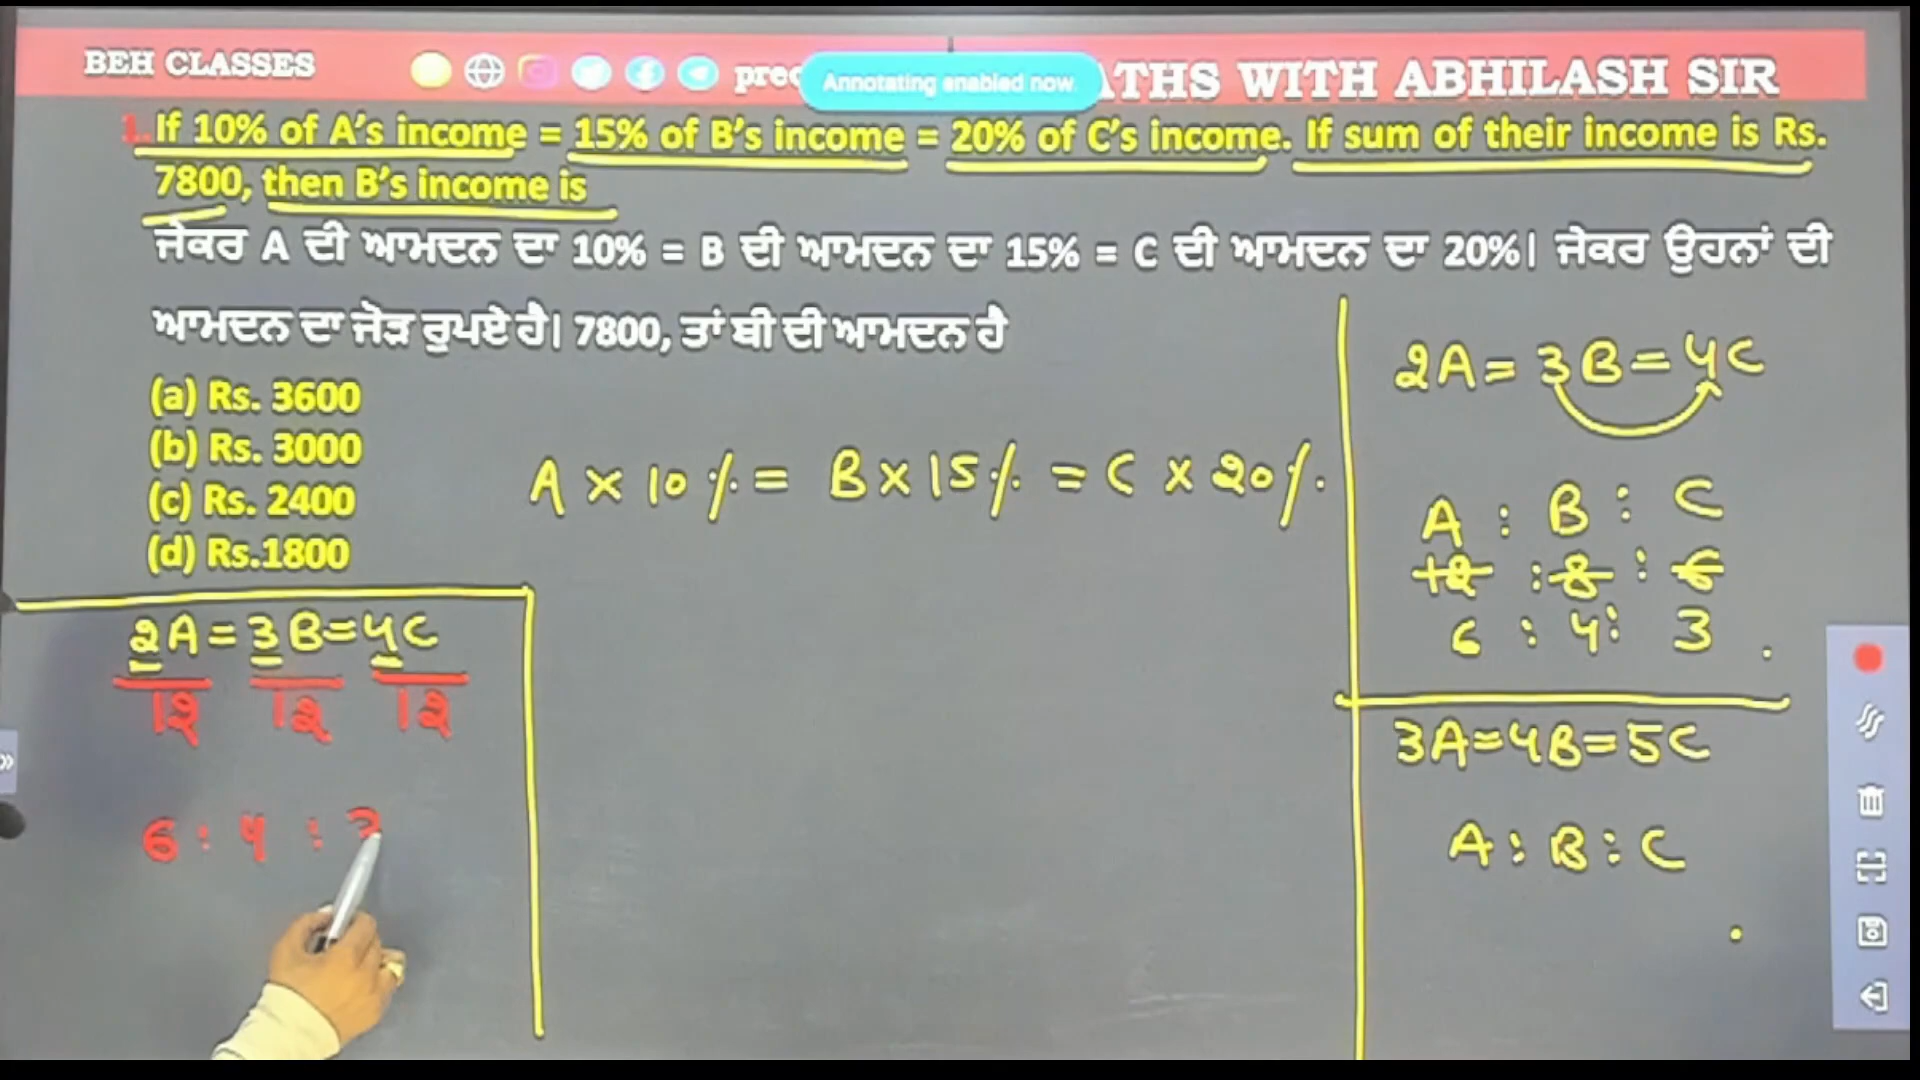 BEH CLASSES
Annotating enabled now
ATHS WITH ABHILASH SIR
1. If 10% of A's income = 15% of B's income = 20% of C's income. If sum of their income is Rs.
7800, then B's income is
ਜੇਕਰ A ਦੀ ਆਮਦਨ ਦਾ 10% = B ਦੀ ਆਮਦਨ ਦਾ 15% = C ਦੀ ਆਮਦਨ ਦਾ 20%| ਜੇਕਰ ਉਹਨਾਂ ਦੀ
ਆਮਦਨ ਦਾ ਜੋੜ ਰੁਪਏ ਹੈ| 7800, ਤਾਂ ਬੀ ਦੀ ਆਮਦਨ ਹੈ
(a) Rs. 3600
(b) Rs. 3000
(c) Rs. 2400
(d) Rs.1800
A × 10% = B × 15% = C × 20%
2A = 3B = 4C
12 12 12
6 : 4 : 3
2A = 3B = 4C
A : B : C
12 : 8 : 6
6 : 4 : 3
3A = 4B = 5C
A : B : C